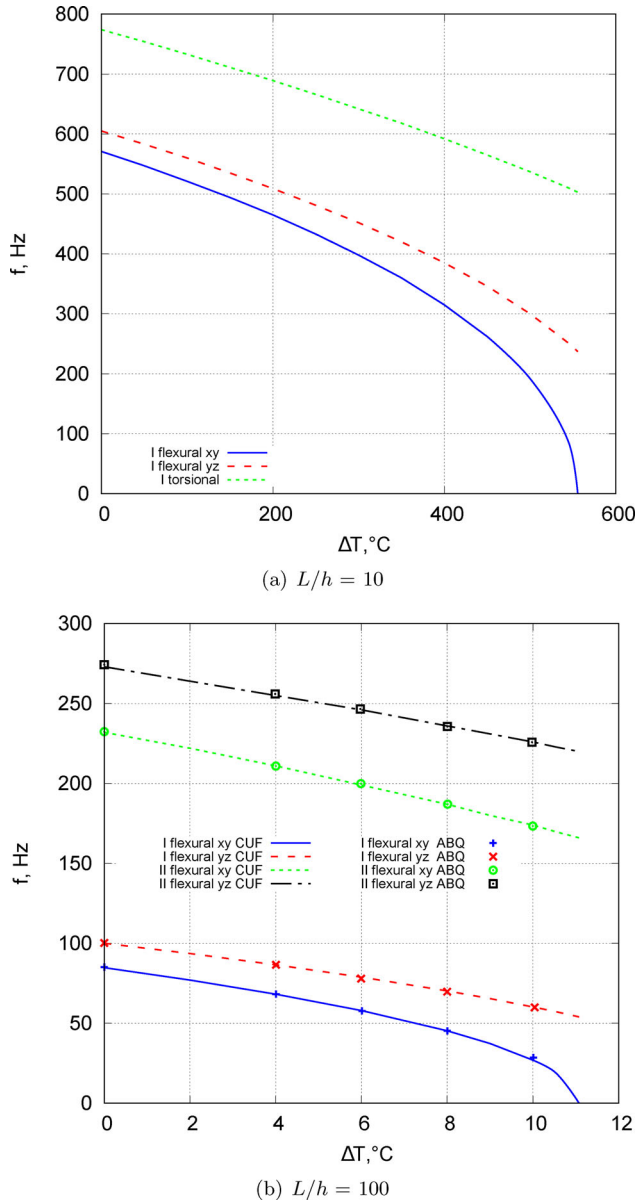 800
700
600
500
400
300
200
100
0
f, Hz
I flexural xy
I flexural yz
I torsional
0 200 400 600
ΔT,°C
(a) L/h = 10
300
250
200
150
100
50
0
f, Hz
I flexural xy CUF I flexural xy ABQ
I flexural yz CUF I flexural yz ABQ
II flexural xy CUF II flexural xy ABQ
II flexural yz CUF II flexural yz ABQ
0 2 4 6 8 10 12
ΔT,°C
(b) L/h = 100